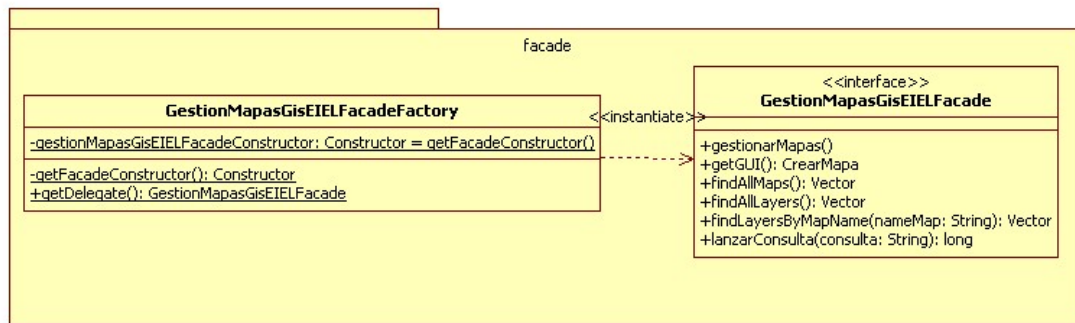 facade
GestionMapasGisEIELFacadeFactory
-gestionMapasGisEIELFacadeConstructor: Constructor = getFacadeConstructor()
-getFacadeConstructor(): Constructor
+getDelegate(): GestionMapasGisEIELFacade
<<instantiate>>
<<interface>>
GestionMapasGisEIELFacade
+gestionarMapas()
+getGUI(): CrearMapa
+findAllMaps(): Vector
+findAllLayers(): Vector
+findLayersByMapName(nameMap: String): Vector
+lanzarConsulta(consulta: String): long